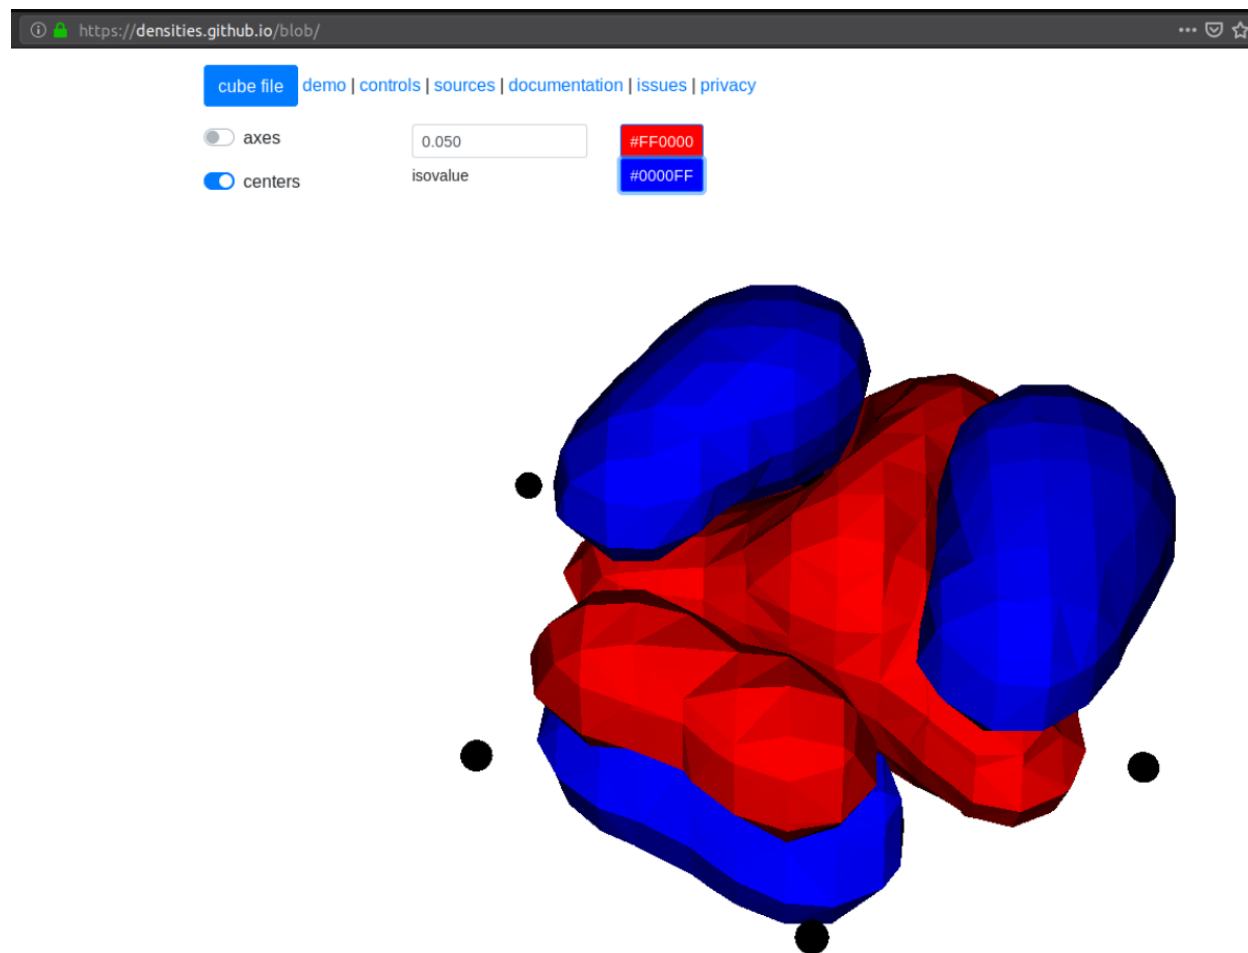 https://densities.github.io/blob/
cube file demo | controls | sources | documentation | issues | privacy
axes 0.050 #FF0000
centers isovalue #0000FF